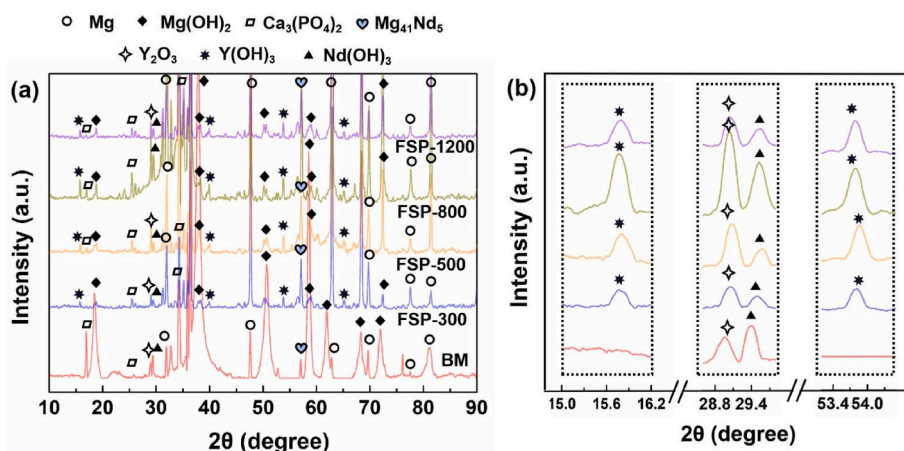 Mg Mg(OH)₂ Ca₃(PO₄)₂ Mg₄₁Nd₅
Y₂O₃ Y(OH)₃ Nd(OH)₃
(a)
Intensity (a.u.)
FSP-1200
FSP-800
FSP-500
FSP-300
BM
10 20 30 40 50 60 70 80 90
2θ (degree)
(b)
Intensity (a.u.)
15.0 15.6 16.2 28.8 29.4 53.4 54.0
2θ (degree)